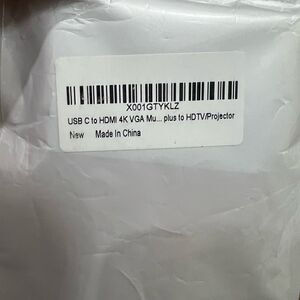 X001GTYKLZ
USB C to HDMI 4K VGA Mu... plus to HDTV/Projector
New Made In China